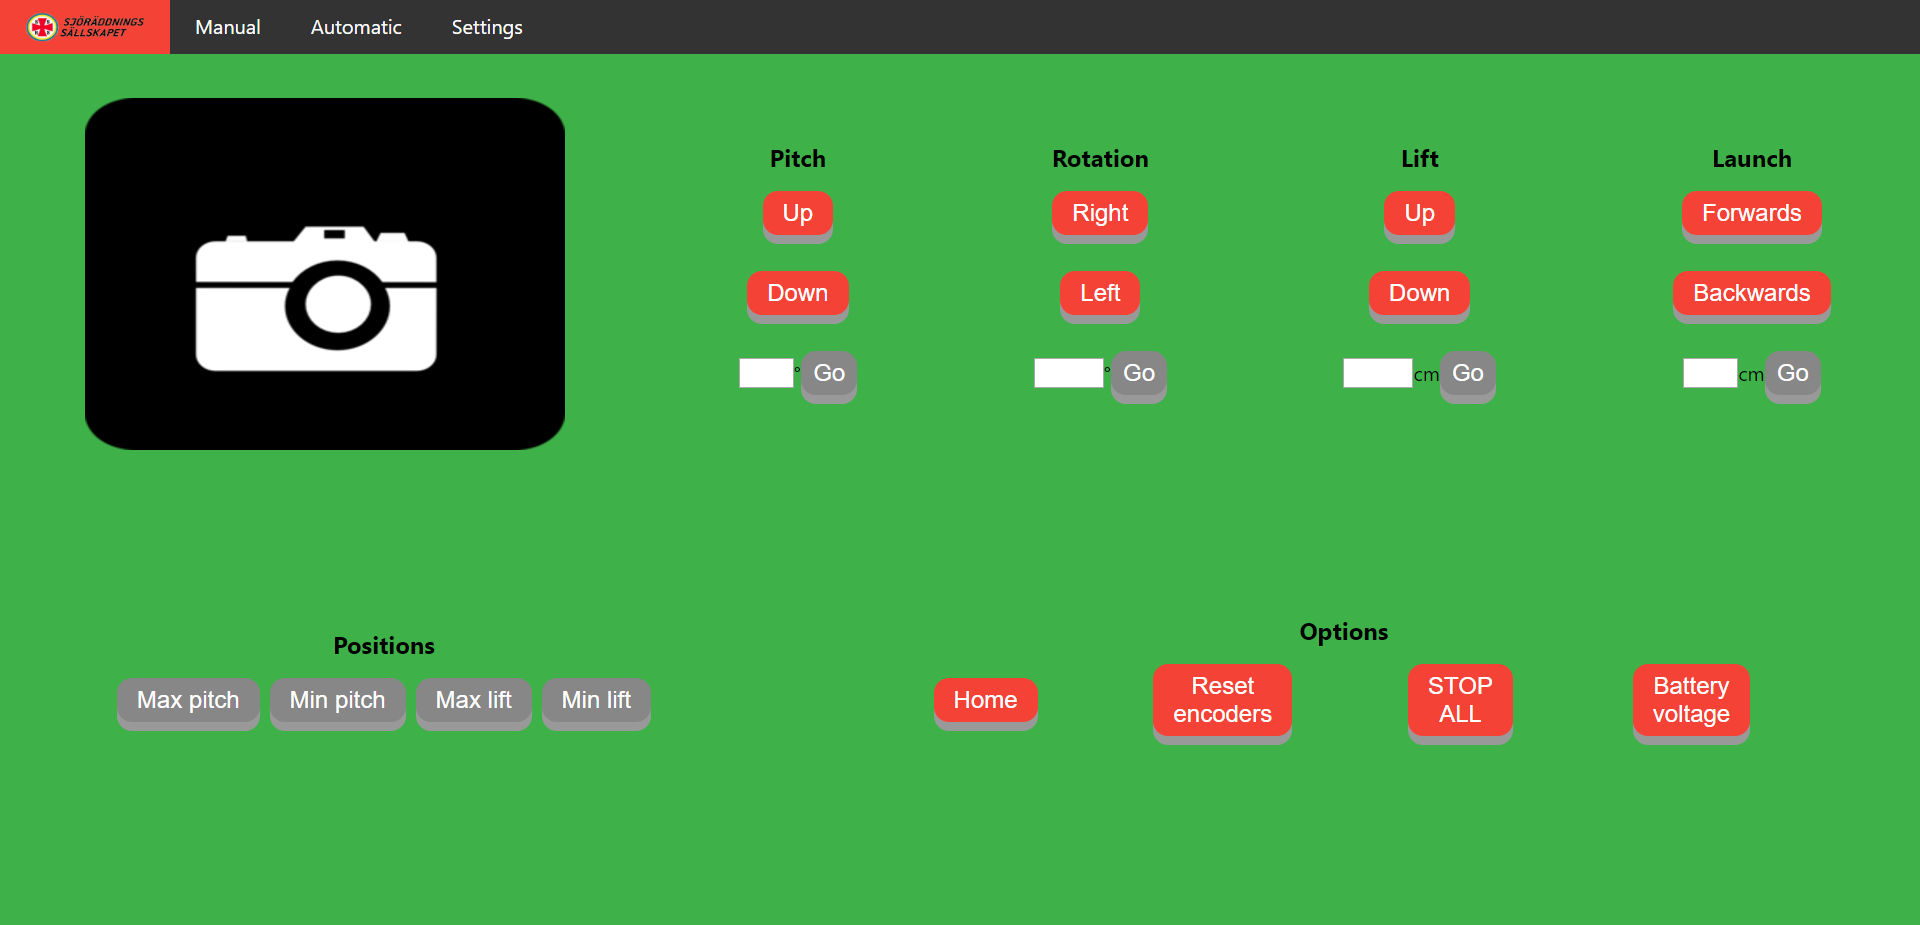 SJÖRÄDDNINGS
SÄLLSKAPET
Manual Automatic Settings
Pitch Rotation Lift Launch
Up Right Up Forwards
Down Left Down Backwards
° Go ° Go cm Go cm Go
Positions
Max pitch Min pitch Max lift Min lift
Options
Home Reset encoders STOP ALL Battery voltage